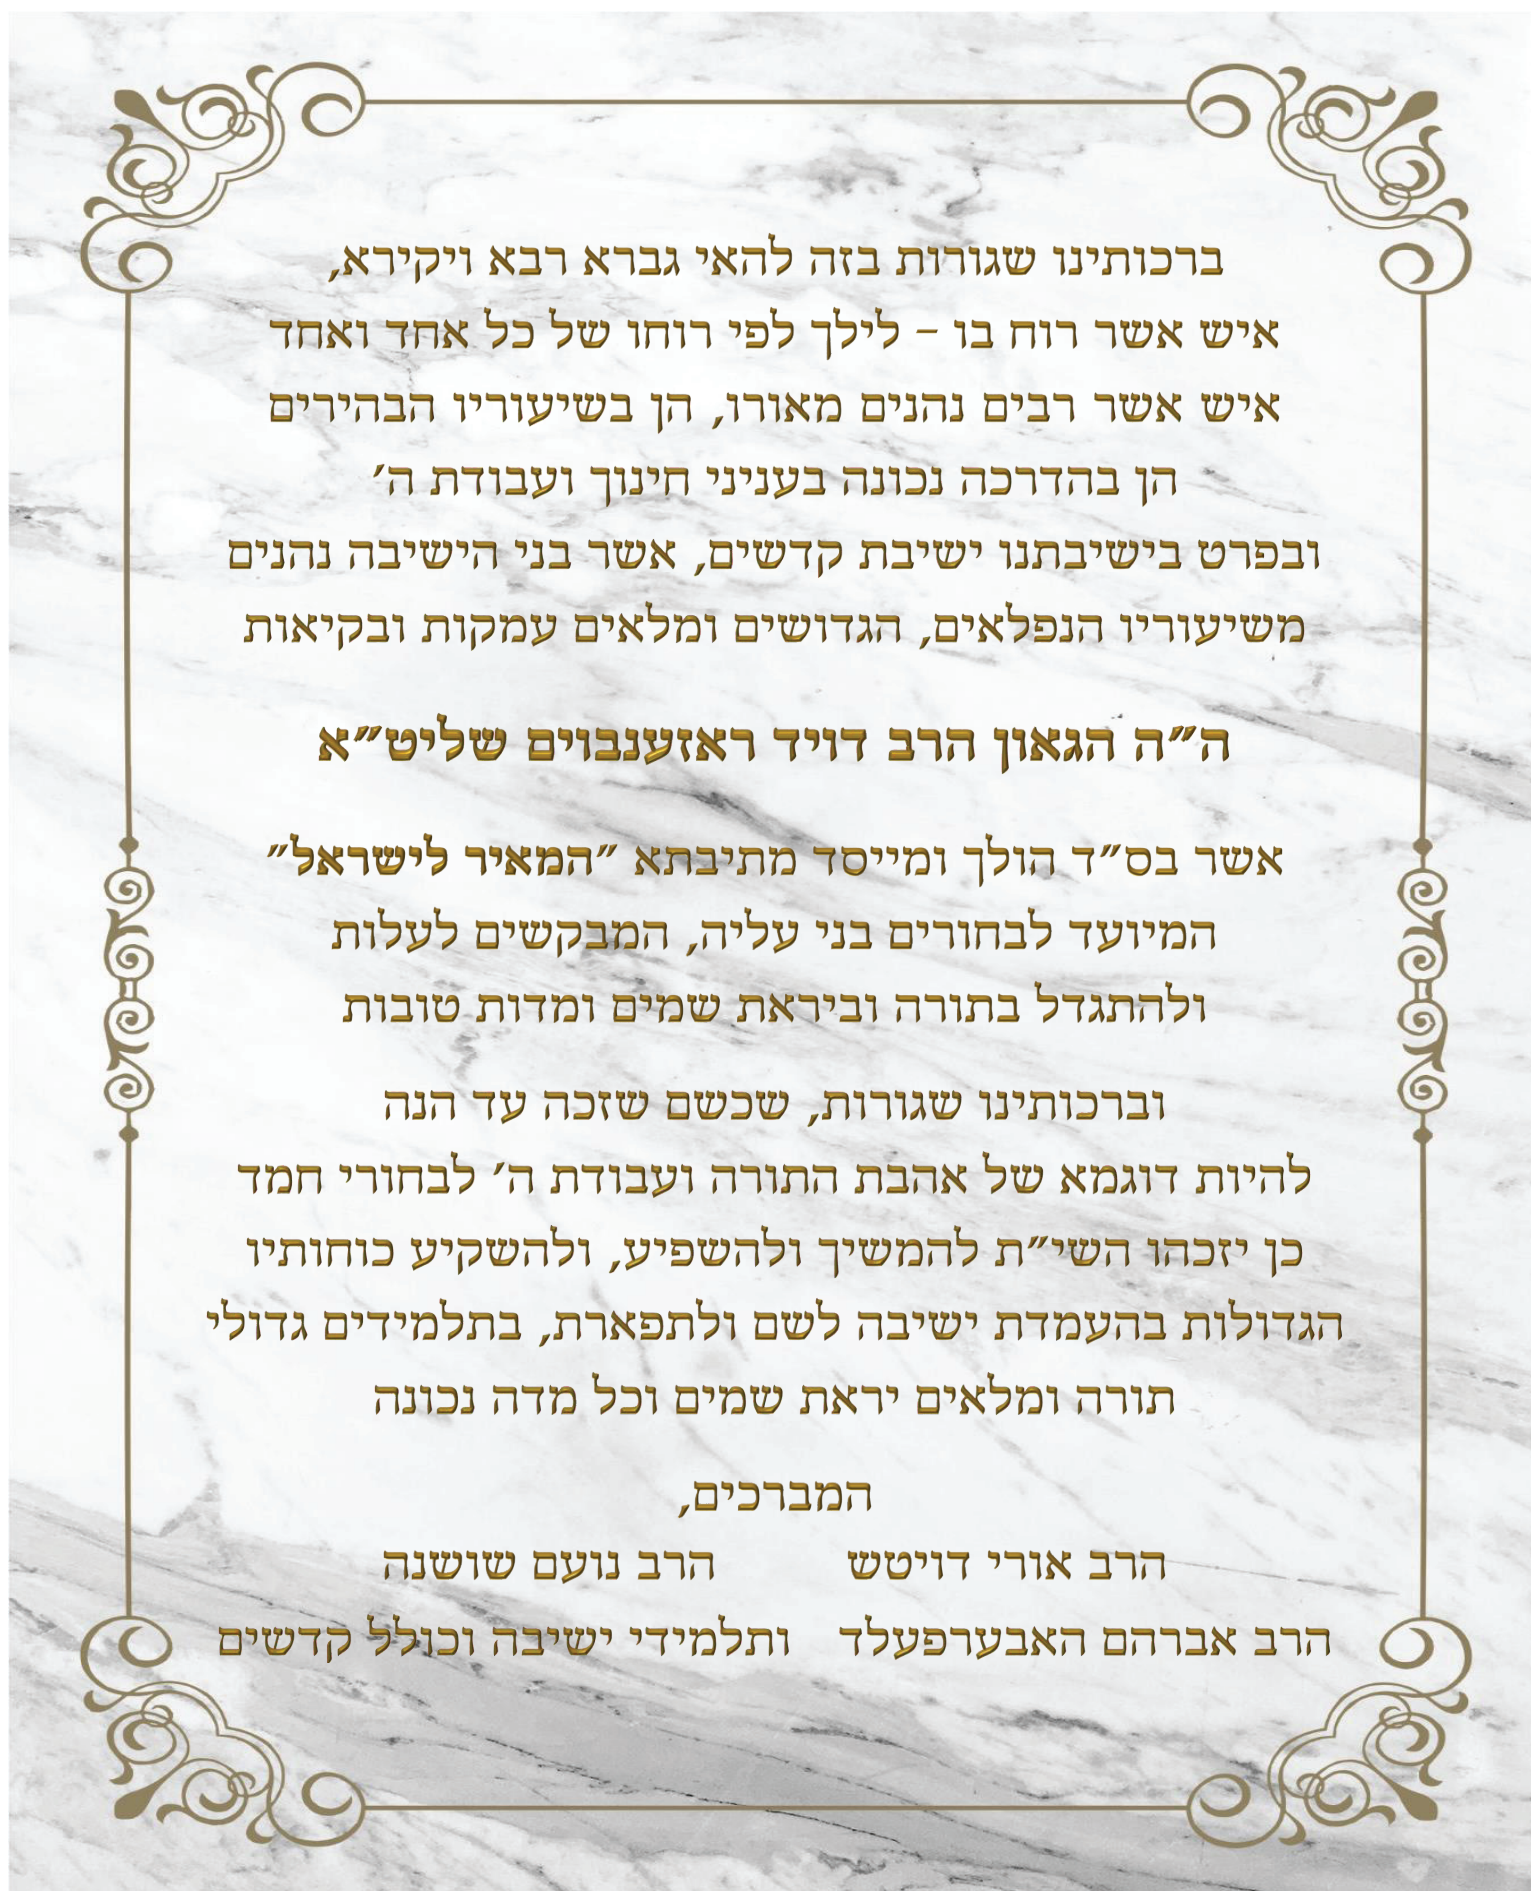 ברכותינו שגורות בזה להאי גברא רבא ויקירא,
איש אשר רוח בו – לילך לפי רוחו של כל אחד ואחד
איש אשר רבים נהנים מאורו, הן בשיעוריו הבהירים
הן בהדרכה נכונה בעניני חינוך ועבודת ה׳
ובפרט בישיבתנו ישיבת קדשים, אשר בני הישיבה נהנים
משיעוריו הנפלאים, הגדושים ומלאים עמקות ובקיאות
ה״ה הגאון הרב דויד ראזענבוים שליט״א
אשר בס״ד הולך ומייסד מתיבתא ״המאיר לישראל״
המיועד לבחורים בני עליה, המבקשים לעלות
ולהתגדל בתורה וביראת שמים ומדות טובות
וברכותינו שגורות, שכשם שזכה עד הנה
להיות דוגמא של אהבת התורה ועבודת ה׳ לבחורי חמד
כן יזכהו השי״ת להמשיך ולהשפיע, ולהשקיע כוחותיו
הגדולות בהעמדת ישיבה לשם ולתפארת, בתלמידים גדולי
תורה ומלאים יראת שמים וכל מדה נכונה
המברכים,
הרב אורי דויטש הרב נועם שושנה
הרב אברהם האבערפעלד ותלמידי ישיבה וכולל קדשים